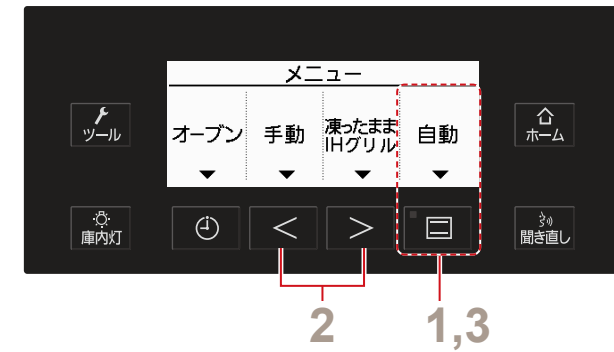 メニュー
ツール
オーブン
手動
凍ったまま
IHグリル
自動
ホーム
庫内灯
<
>
聞き直し
2
1,3